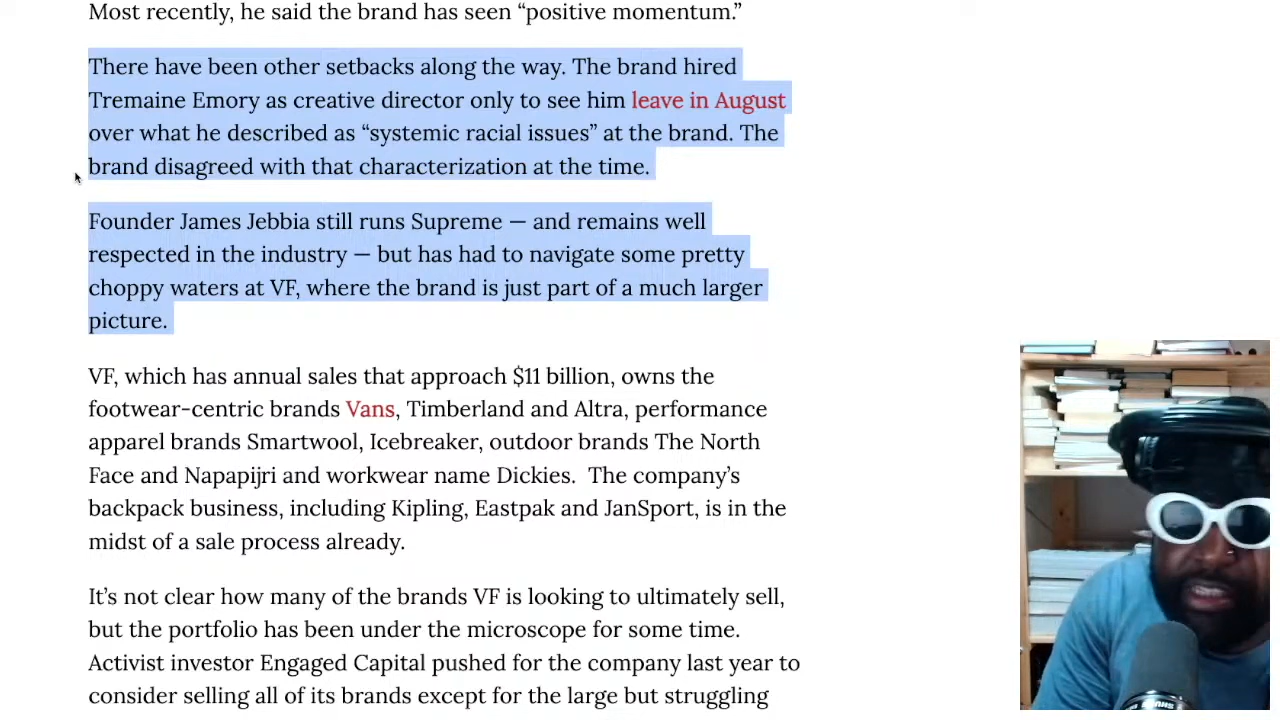 Most recently, he said the brand has seen “positive momentum.”
There have been other setbacks along the way. The brand hired
Tremaine Emory as creative director only to see him leave in August
over what he described as “systemic racial issues” at the brand. The
brand disagreed with that characterization at the time.
Founder James Jebbia still runs Supreme — and remains well
respected in the industry — but has had to navigate some pretty
choppy waters at VF, where the brand is just part of a much larger
picture.
VF, which has annual sales that approach $11 billion, owns the
footwear-centric brands Vans, Timberland and Altra, performance
apparel brands Smartwool, Icebreaker, outdoor brands The North
Face and Napapijri and workwear name Dickies.  The company’s
backpack business, including Kipling, Eastpak and JanSport, is in the
midst of a sale process already.
It’s not clear how many of the brands VF is looking to ultimately sell,
but the portfolio has been under the microscope for some time.
Activist investor Engaged Capital pushed for the company last year to
consider selling all of its brands except for the large but struggling